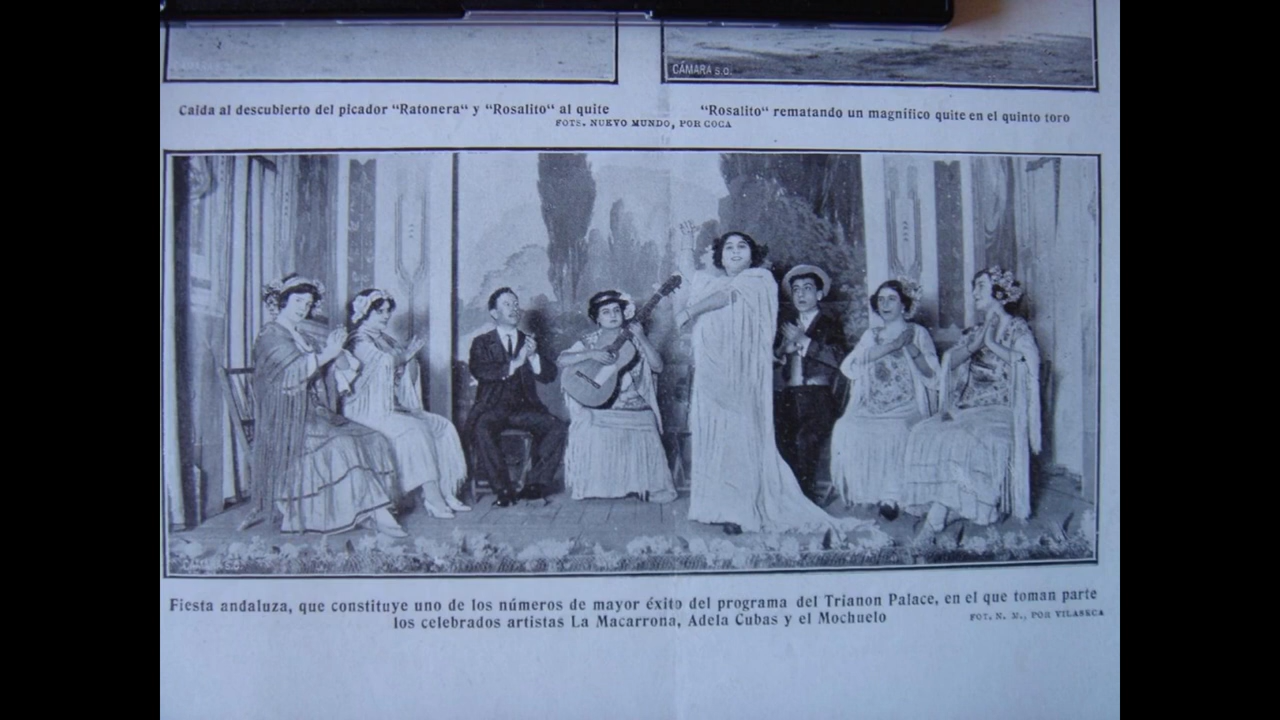 CÁMARA S.O.
Caída al descubierto del picador "Ratonera" y "Rosalito" al quite
"Rosalito" rematando un magnífico quite en el quinto toro
FOTS. NUEVO MUNDO, POR COCA
Fiesta andaluza, que constituye uno de los números de mayor éxito del programa del Trianon Palace, en el que toman parte
los celebrados artistas La Macarrona, Adela Cubas y el Mochuelo
FOT. N. M., POR VILASECA